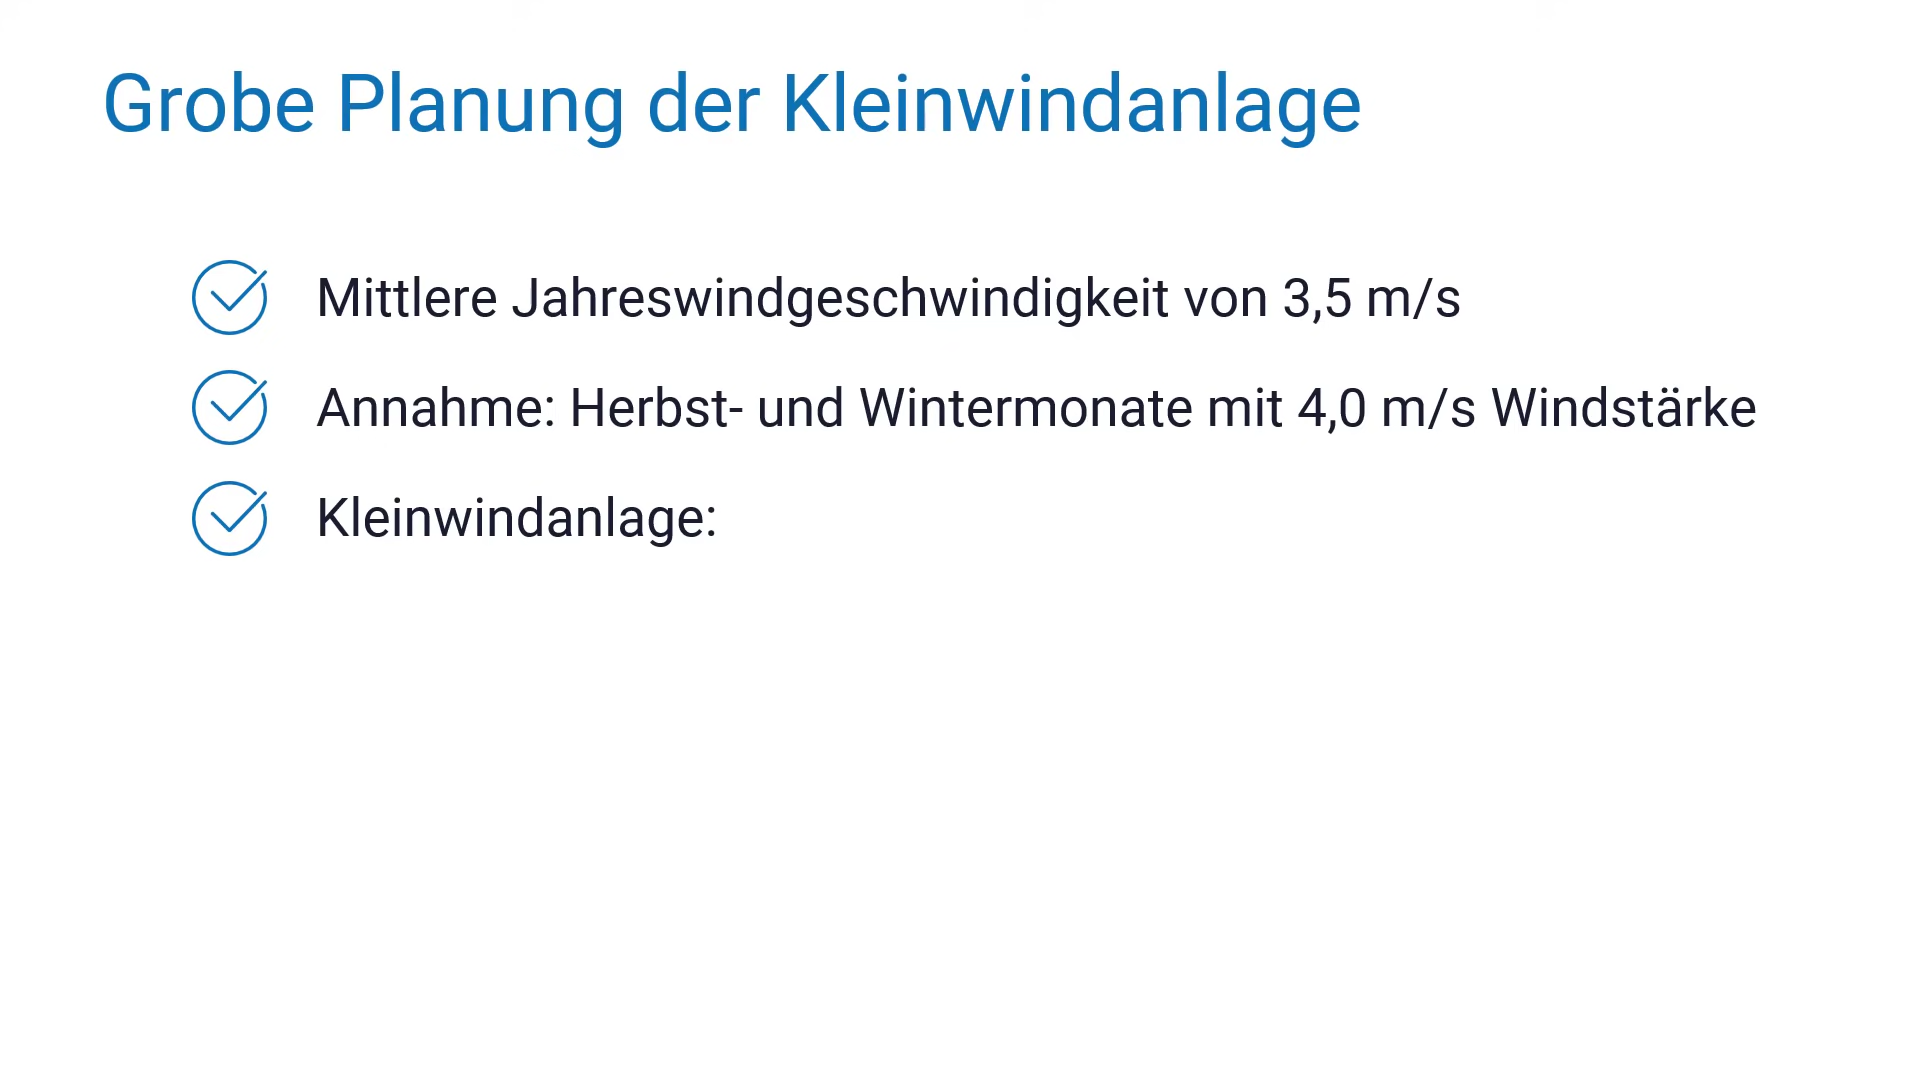 Grobe Planung der Kleinwindanlage
Mittlere Jahreswindgeschwindigkeit von 3,5 m/s
Annahme: Herbst- und Wintermonate mit 4,0 m/s Windstärke
Kleinwindanlage: